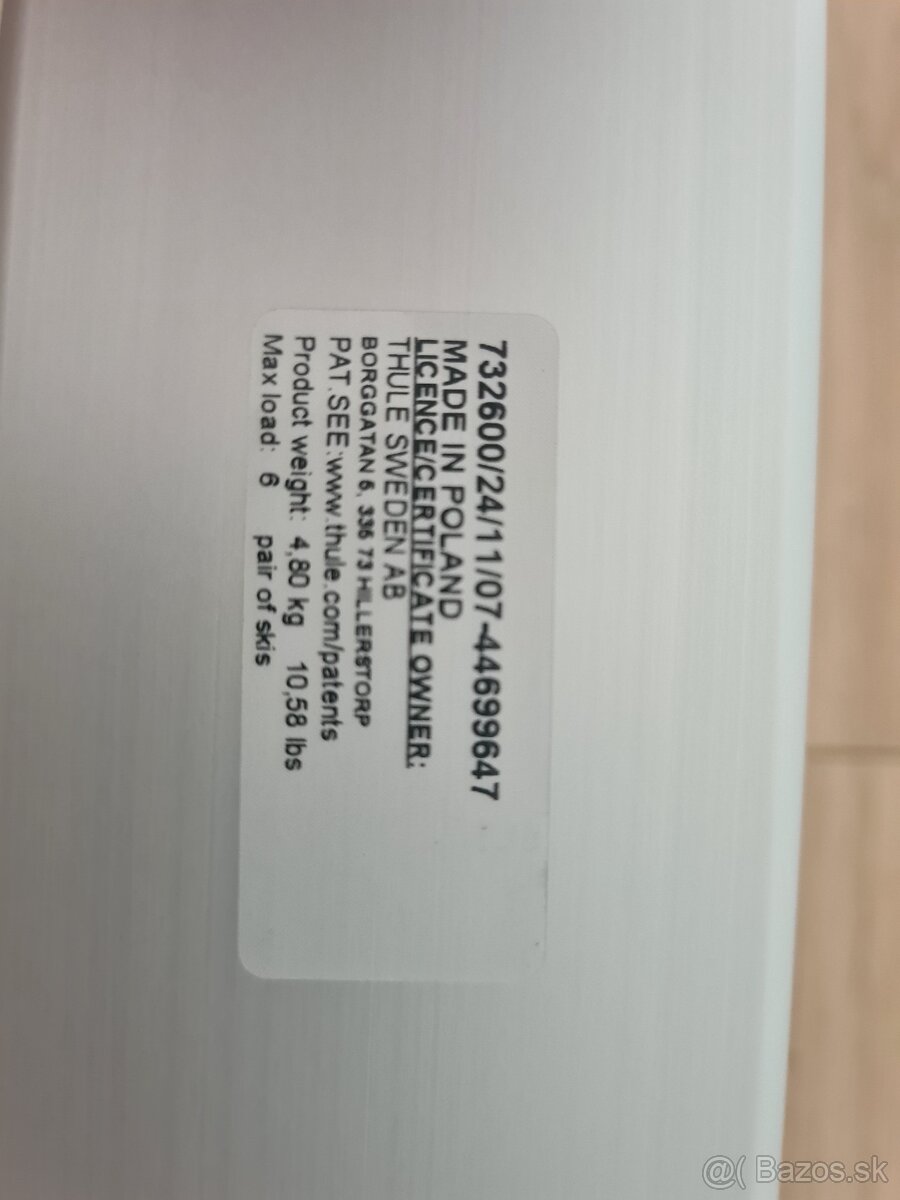 732600/24/11/07-44699647
MADE IN POLAND
LICENCE/CERTIFICATE OWNER:
THULE SWEDEN AB
BORGGATAN 5, 335 73 HILLERSTORP
PAT.SEE:www.thule.com/patents
Product weight: 4,80 kg 10,58 lbs
Max load: 6 pair of skis
@( Bazos.sk